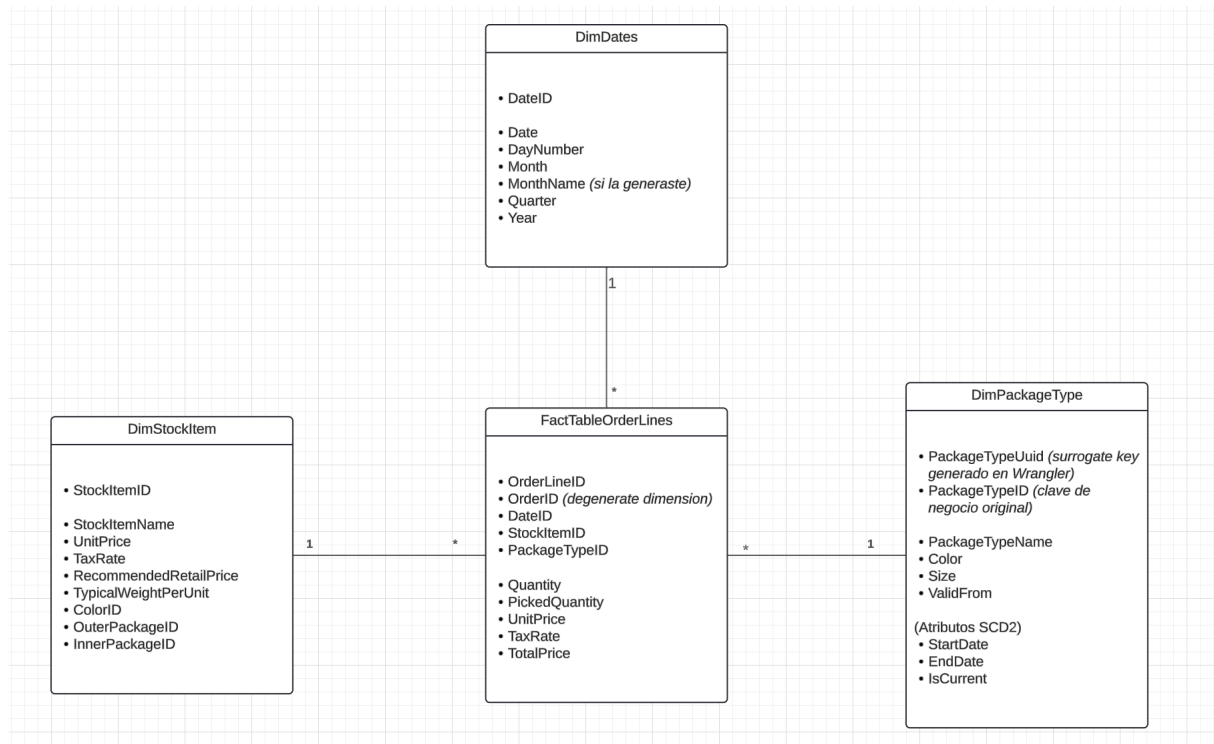 DimDates
• DateID
• Date
• DayNumber
• Month
• MonthName (si la generaste)
• Quarter
• Year
1
*
DimStockItem
• StockItemID
• StockItemName
• UnitPrice
• TaxRate
• RecommendedRetailPrice
• TypicalWeightPerUnit
• ColorID
• OuterPackageID
• InnerPackageID
1
*
FactTableOrderLines
• OrderLineID
• OrderID (degenerate dimension)
• DateID
• StockItemID
• PackageTypeID
• Quantity
• PickedQuantity
• UnitPrice
• TaxRate
• TotalPrice
*
1
DimPackageType
• PackageTypeUuid (surrogate key
generado en Wrangler)
• PackageTypeID (clave de
negocio original)
• PackageTypeName
• Color
• Size
• ValidFrom
(Atributos SCD2)
• StartDate
• EndDate
• IsCurrent